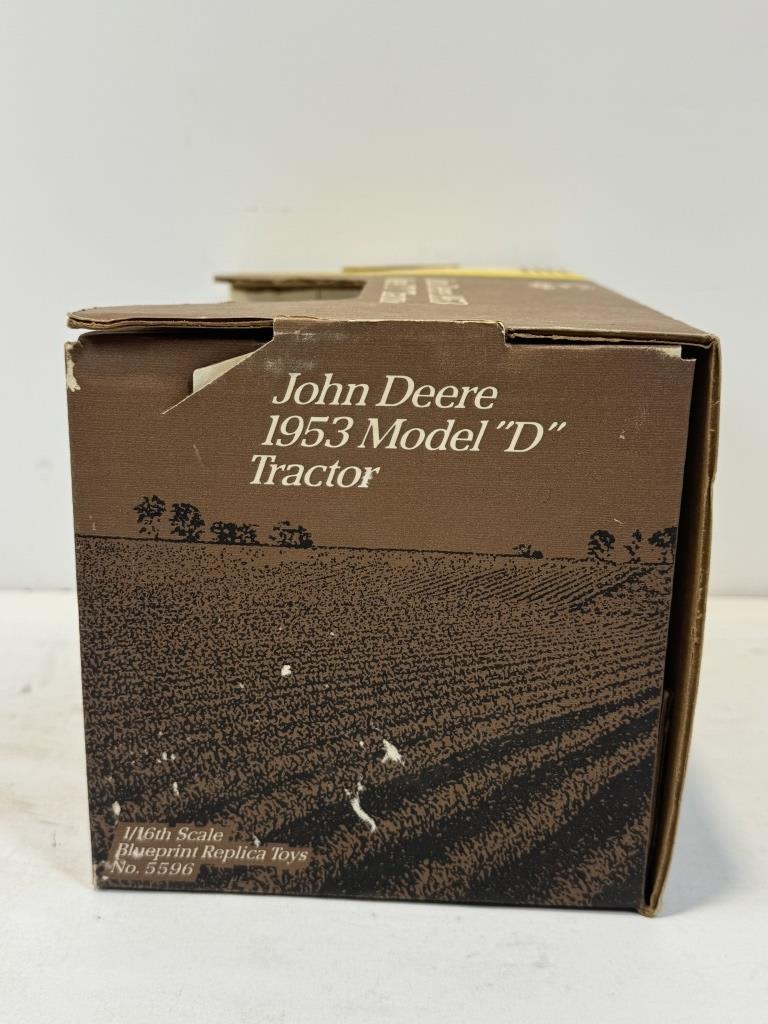 John Deere
1953 Model "D"
Tractor
1/16th Scale
Blueprint Replica Toys
No. 5596